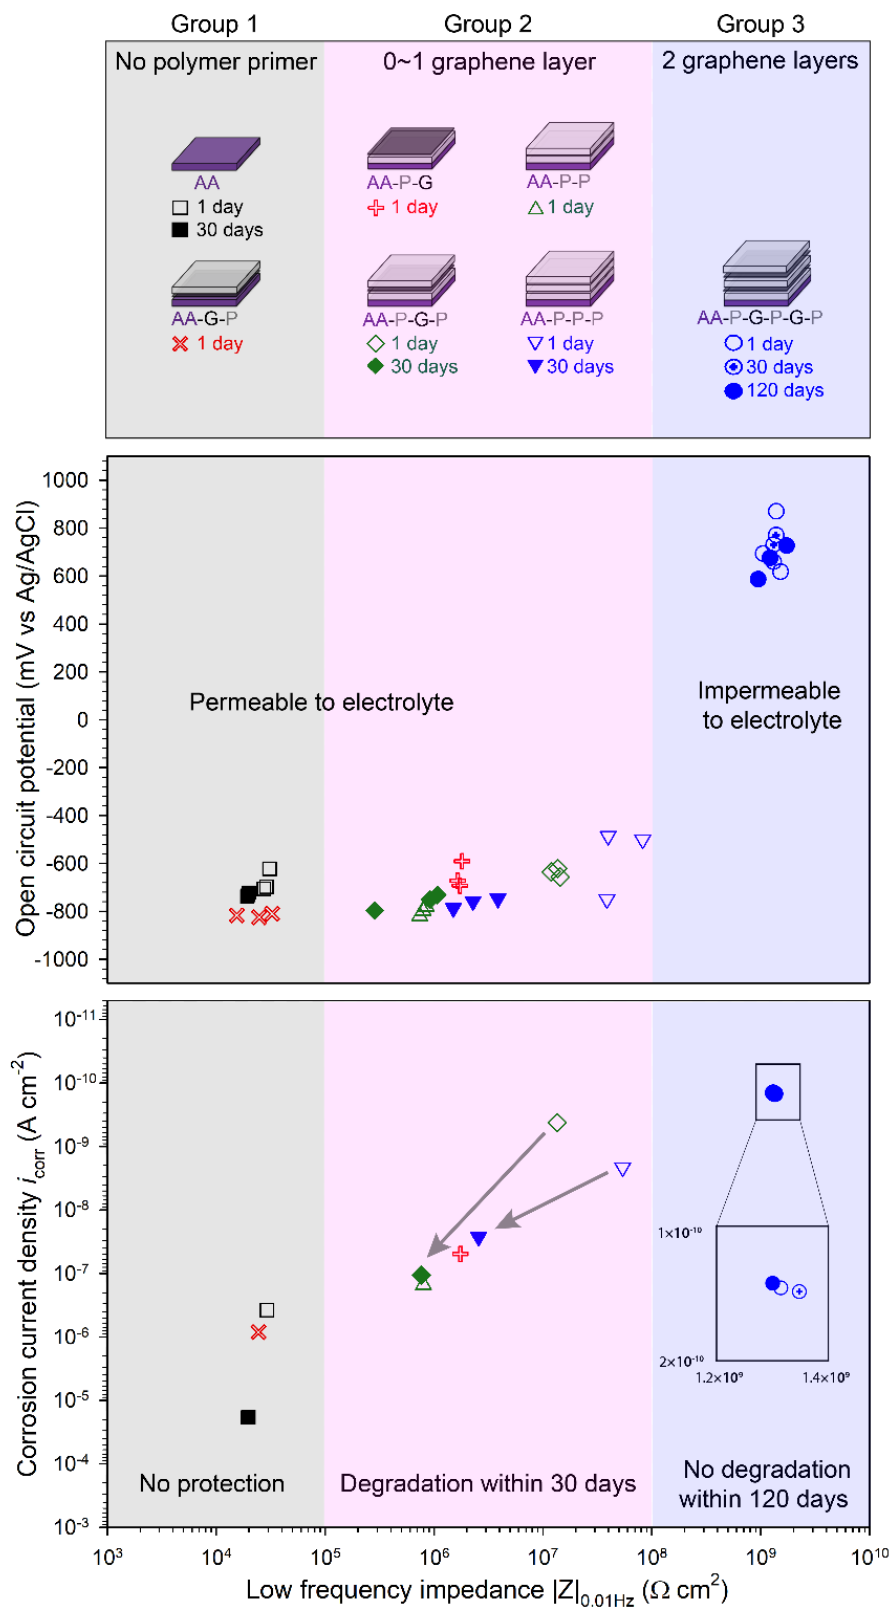 Group 1 Group 2 Group 3
No polymer primer 0~1 graphene layer 2 graphene layers
AA AA-P-G AA-P-P
1 day 1 day 1 day
30 days
AA-G-P AA-P-G-P AA-P-P-P AA-P-G-P-G-P
1 day 1 day 1 day 1 day
30 days 30 days 30 days
120 days
Open circuit potential (mV vs Ag/AgCl)
1000
800
600
400
200
0
-200
-400
-600
-800
-1000
Permeable to electrolyte
Impermeable
to electrolyte
Corrosion current density i_corr (A cm⁻²)
10⁻¹¹
10⁻¹⁰
10⁻⁹
10⁻⁸
10⁻⁷
10⁻⁶
10⁻⁵
10⁻⁴
10⁻³
1×10⁻¹⁰
2×10⁻¹⁰
1.2×10⁹ 1.4×10⁹
No protection Degradation within 30 days No degradation
within 120 days
10³ 10⁴ 10⁵ 10⁶ 10⁷ 10⁸ 10⁹ 10¹⁰
Low frequency impedance |Z|0.01Hz (Ω cm²)